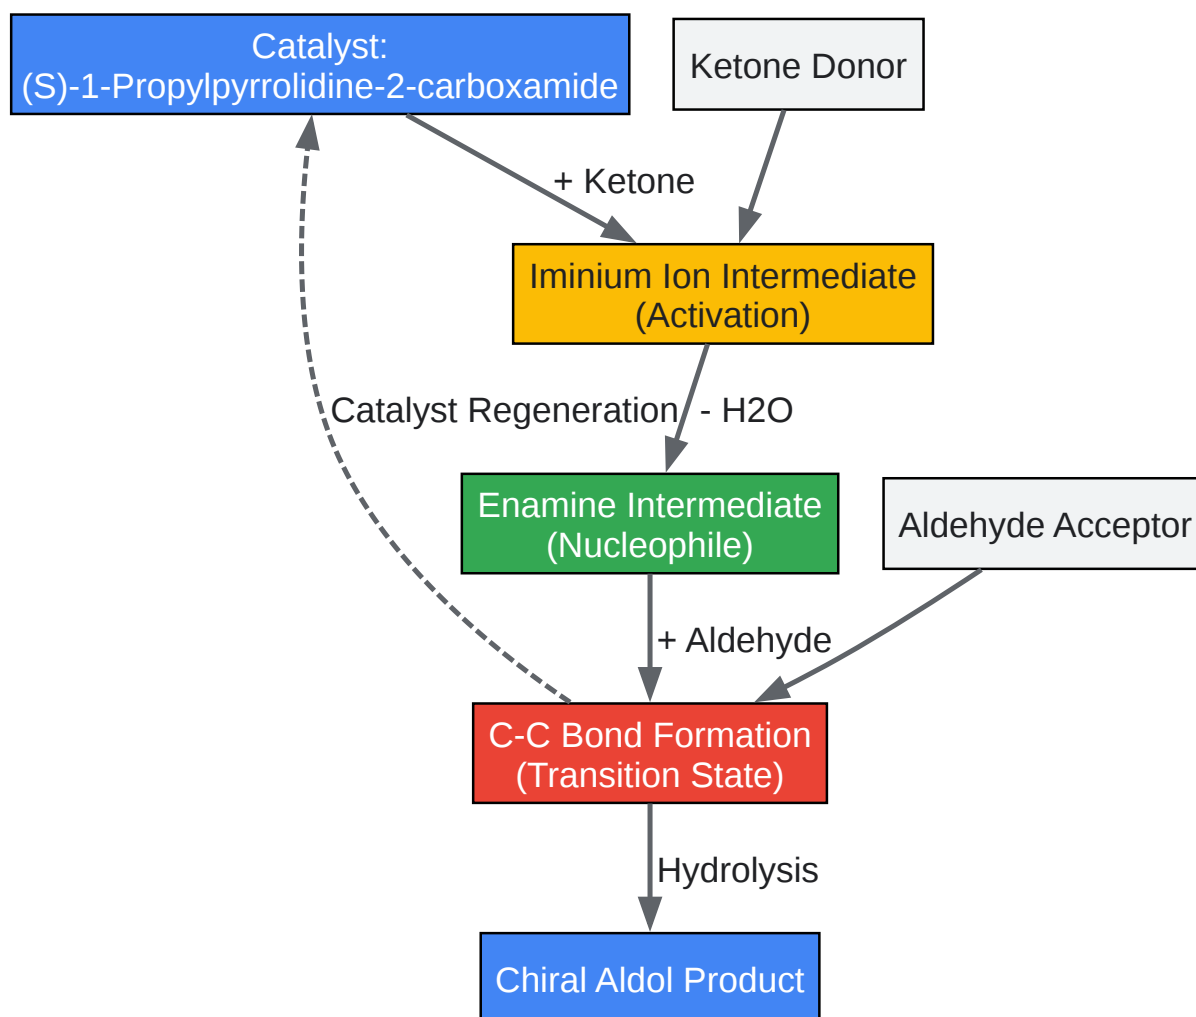 Catalyst:
(S)-1-Propylpyrrolidine-2-carboxamide
Ketone Donor
+ Ketone
Iminium Ion Intermediate
(Activation)
Catalyst Regeneration
- H2O
Enamine Intermediate
(Nucleophile)
Aldehyde Acceptor
+ Aldehyde
C-C Bond Formation
(Transition State)
Hydrolysis
Chiral Aldol Product